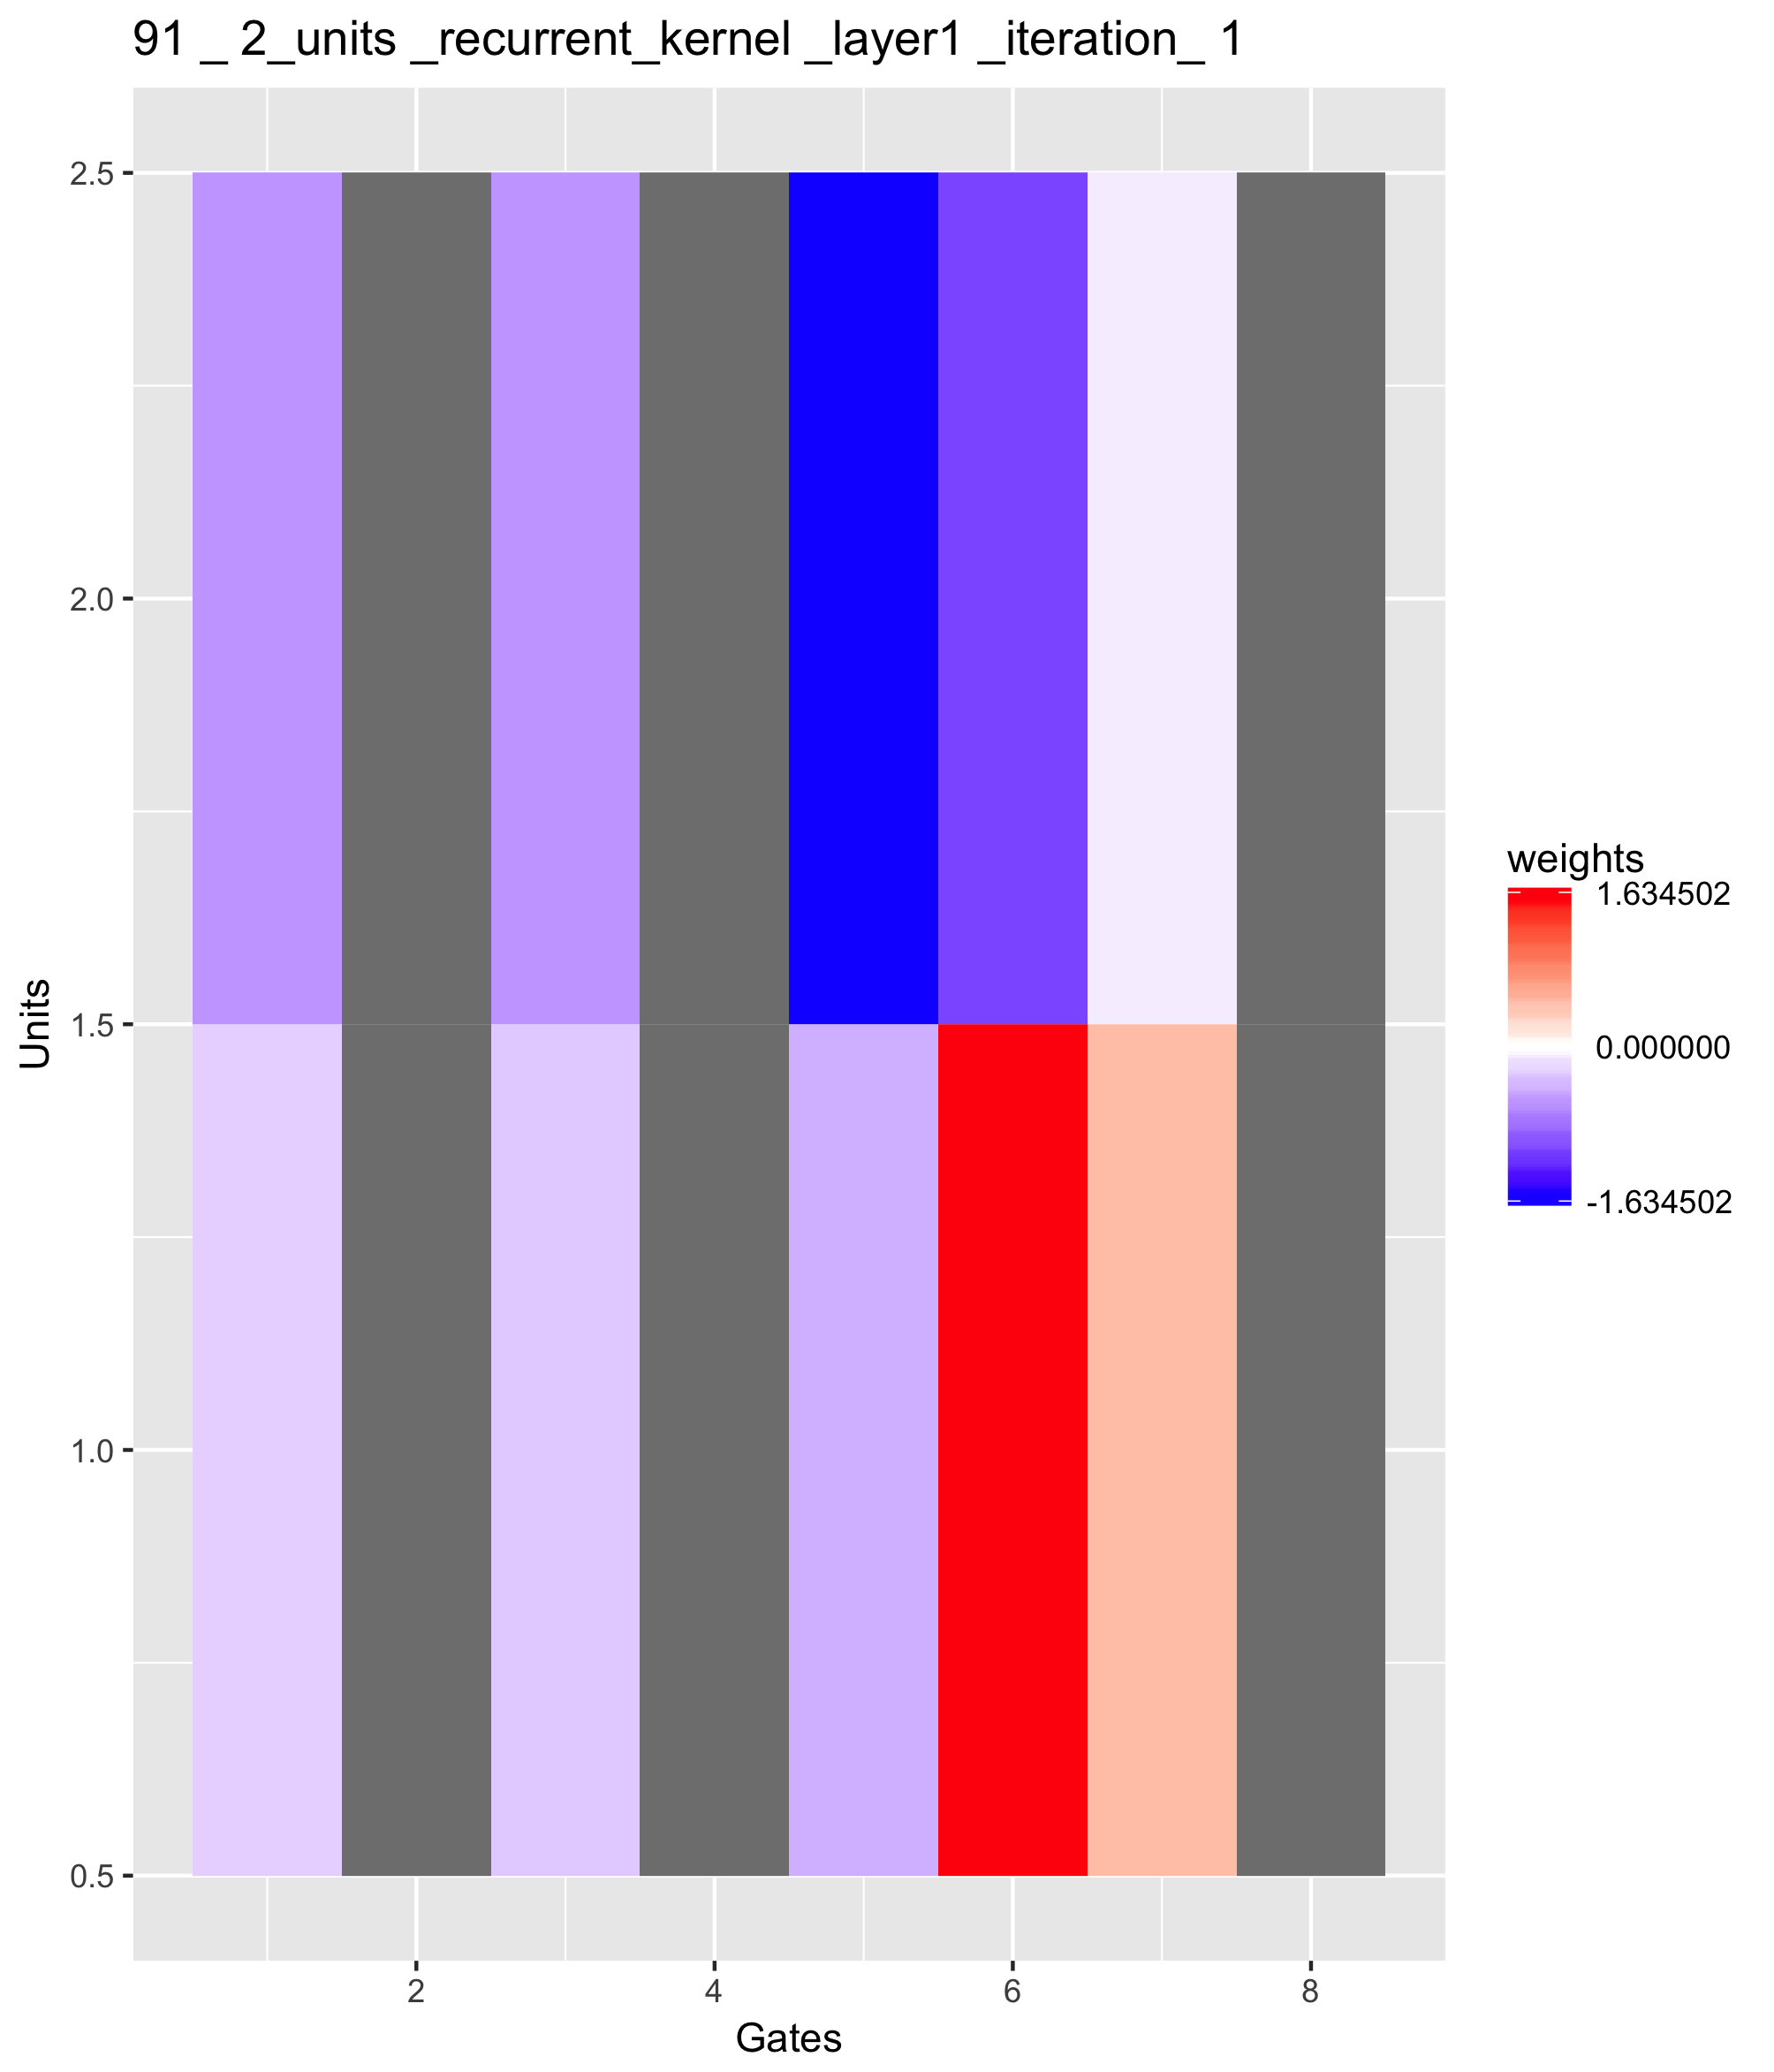 91 _ 2_units _recurrent_kernel _layer1 _iteration_ 1
2.5
2.0
1.5
1.0
0.5
Units
2 4 6 8
Gates
weights
1.634502
0.000000
-1.634502